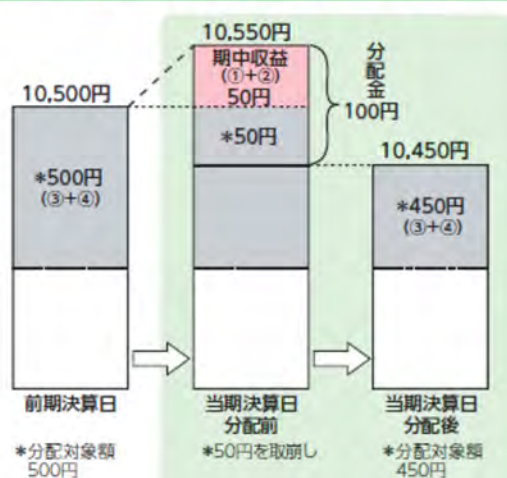 10,500円
*500円
(③+④)
前期決算日
*分配対象額
500円
10,550円
期中収益
(①+②)
50円
*50円
分配金
100円
当期決算日
分配前
*50円を取崩し
10,450円
*450円
(③+④)
当期決算日
分配後
*分配対象額
450円